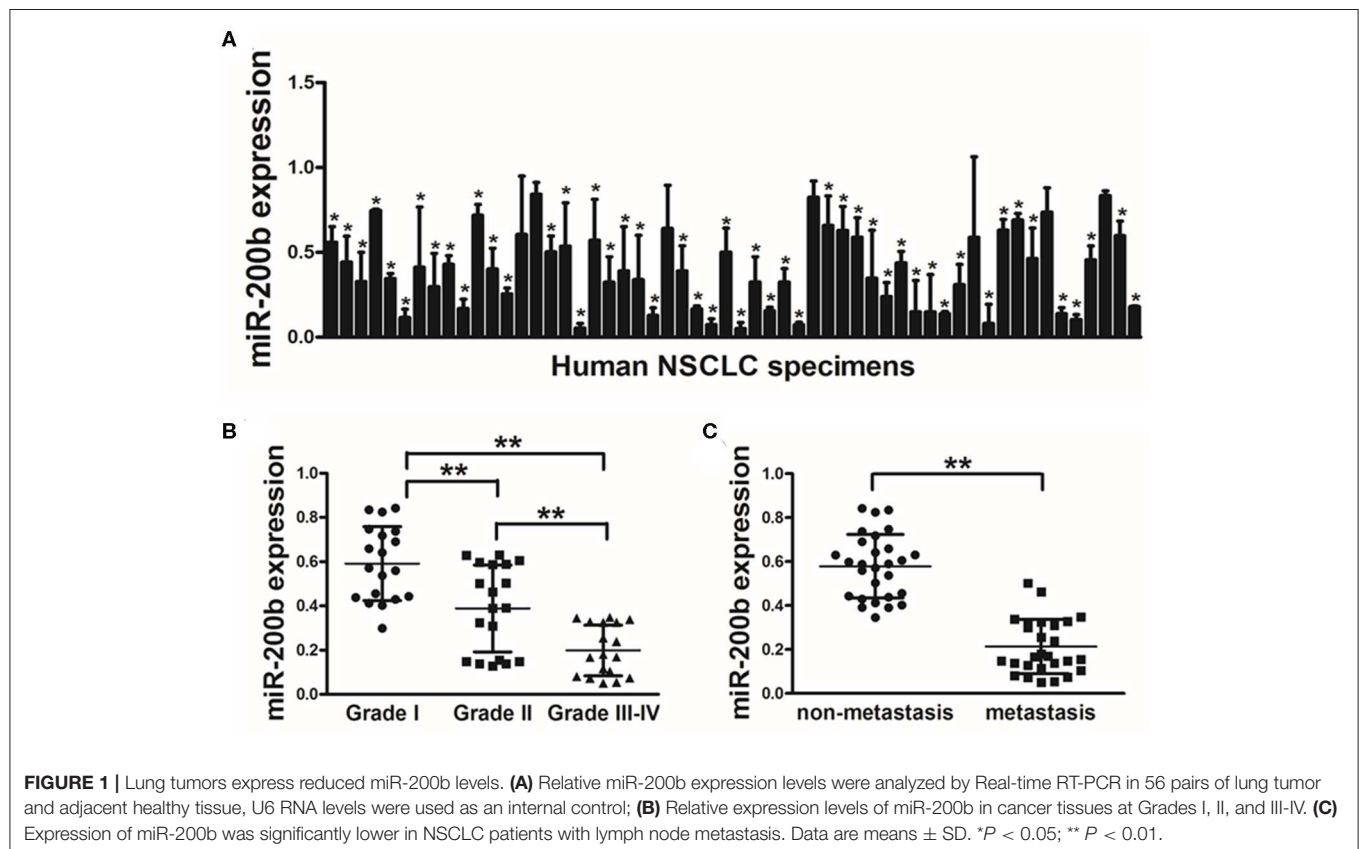 A
miR-200b expression
1.5
1.0
0.5
0.0
* * * * * * * * * * * * * * * * * * * * * * * * * * * * * * * * * * * * * * * * * * * * * * *
Human NSCLC specimens
B
miR-200b expression
1.0
0.8
0.6
0.4
0.2
0.0
**
**
**
Grade I Grade II Grade III-IV
C
miR-200b expression
1.0
0.8
0.6
0.4
0.2
0.0
**
non-metastasis metastasis
FIGURE 1 | Lung tumors express reduced miR-200b levels. (A) Relative miR-200b expression levels were analyzed by Real-time RT-PCR in 56 pairs of lung tumor
and adjacent healthy tissue, U6 RNA levels were used as an internal control; (B) Relative expression levels of miR-200b in cancer tissues at Grades I, II, and III-IV. (C)
Expression of miR-200b was significantly lower in NSCLC patients with lymph node metastasis. Data are means ± SD. *P < 0.05; ** P < 0.01.